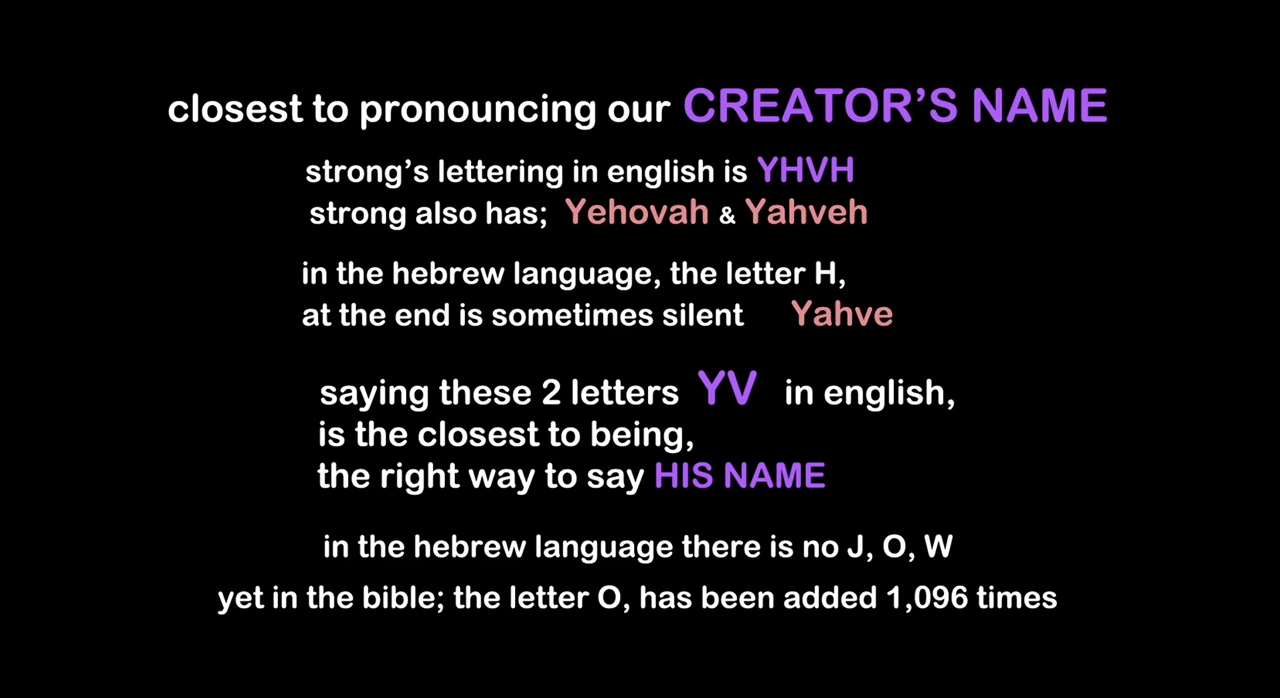 closest to pronouncing our CREATOR’S NAME
strong’s lettering in english is YHVH
strong also has; Yehovah & Yahveh
in the hebrew language, the letter H,
at the end is sometimes silent Yahve
saying these 2 letters YV in english,
is the closest to being,
the right way to say HIS NAME
in the hebrew language there is no J, O, W
yet in the bible; the letter O, has been added 1,096 times